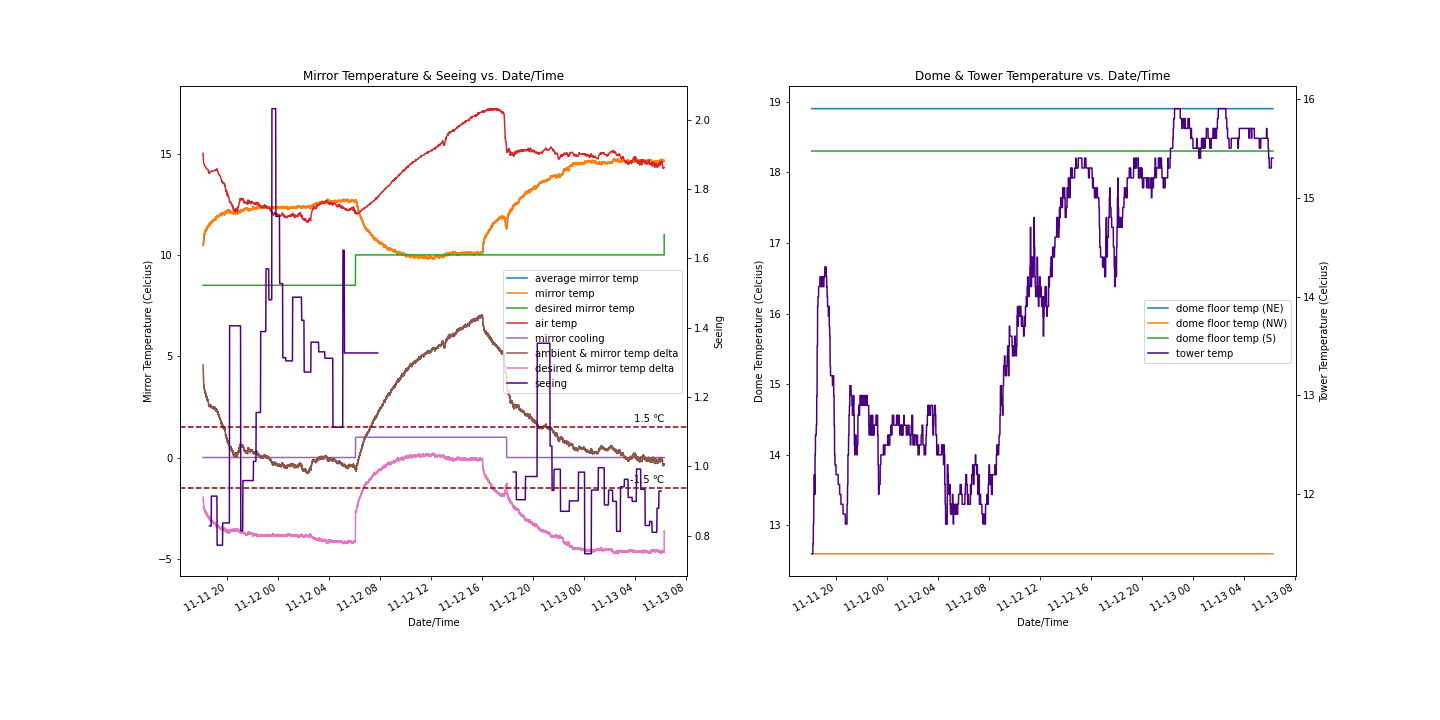 Mirror Temperature & Seeing vs. Date/Time
Mirror Temperature (Celcius)
15
10
5
0
−5
average mirror temp
mirror temp
desired mirror temp
air temp
mirror cooling
ambient & mirror temp delta
desired & mirror temp delta
seeing
1.5 °C
-1.5 °C
2.0
1.8
1.6
1.4
1.2
1.0
0.8
Seeing
11-11 20
11-12 00
11-12 04
11-12 08
11-12 12
11-12 16
11-12 20
11-13 00
11-13 04
11-13 08
Date/Time
Dome & Tower Temperature vs. Date/Time
Dome Temperature (Celcius)
19
18
17
16
15
14
13
dome floor temp (NE)
dome floor temp (NW)
dome floor temp (S)
tower temp
16
15
14
13
12
Tower Temperature (Celcius)
11-11 20
11-12 00
11-12 04
11-12 08
11-12 12
11-12 16
11-12 20
11-13 00
11-13 04
11-13 08
Date/Time